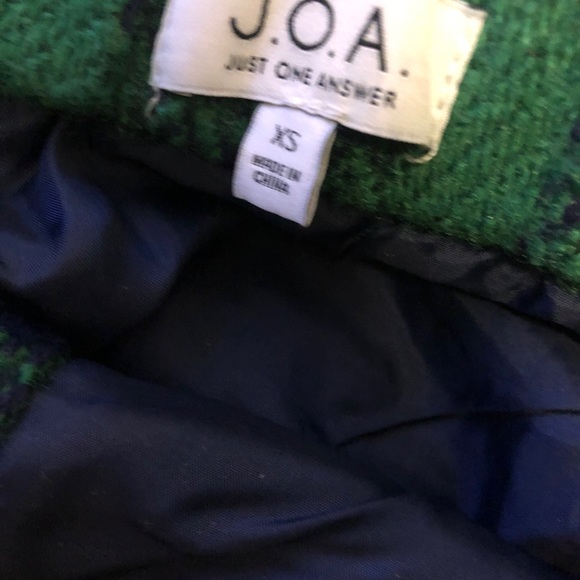 J.O.A.
JUST ONE ANSWER
XS
MADE IN
CHINA